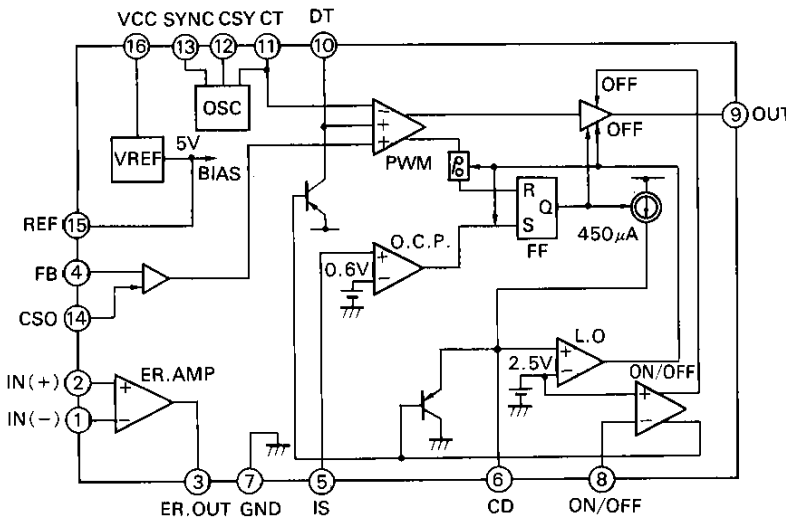 VCC SYNC CSY CT DT
16 13 12 11 10
OSC
OFF
9 OUT
5V
VREF
BIAS
OFF
PWM
REF 15
R
Q
S
FF
450μA
FB 4
O.C.P.
0.6V
CSO 14
L.O
2.5V
ON/OFF
IN(+) 2
ER.AMP
IN(−) 1
3 7 5 6 8
ER.OUT GND IS CD ON/OFF